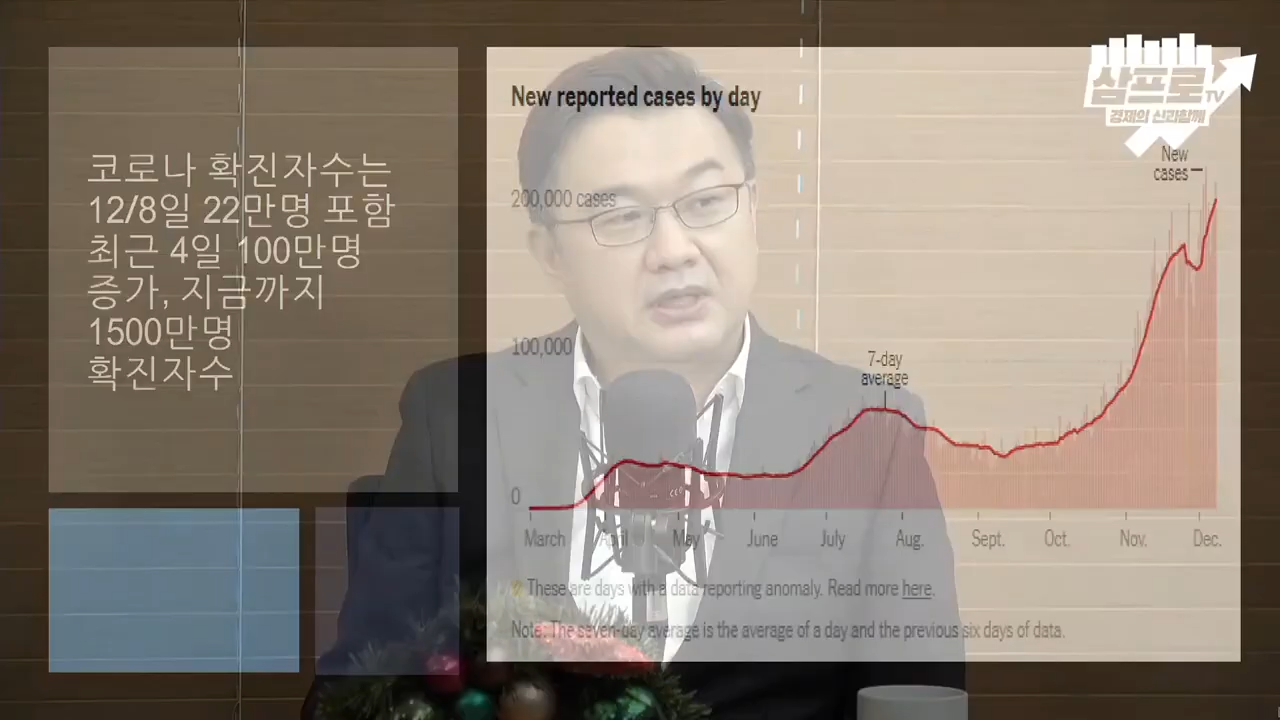 코로나 확진자수는
12/8일 22만명 포함
최근 4일 100만명
증가, 지금까지
1500만명
확진자수
New reported cases by day
삼프로TV
경제의 신과함께
New
cases
200,000 cases
100,000
7-day
average
0
March April May June July Aug. Sept. Oct. Nov. Dec.
These are days with a data reporting anomaly. Read more here.
Note: The seven-day average is the average of a day and the previous six days of data.